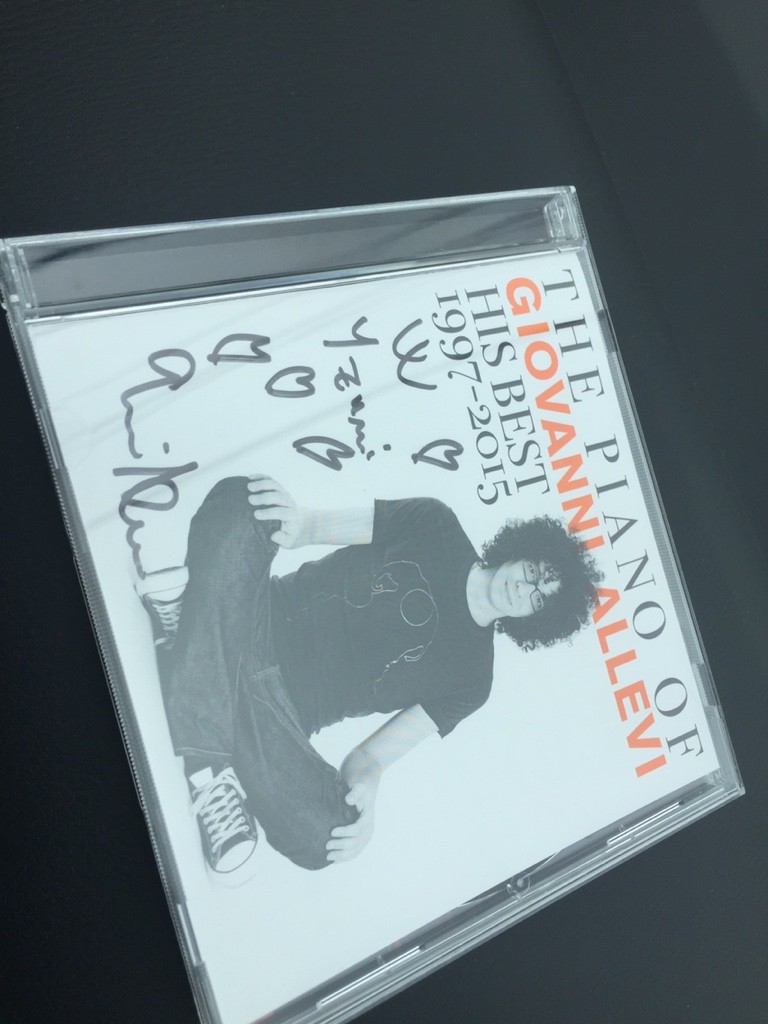 THE PIANO OF
GIOVANNI ALLEVI
HIS BEST
1997-2015